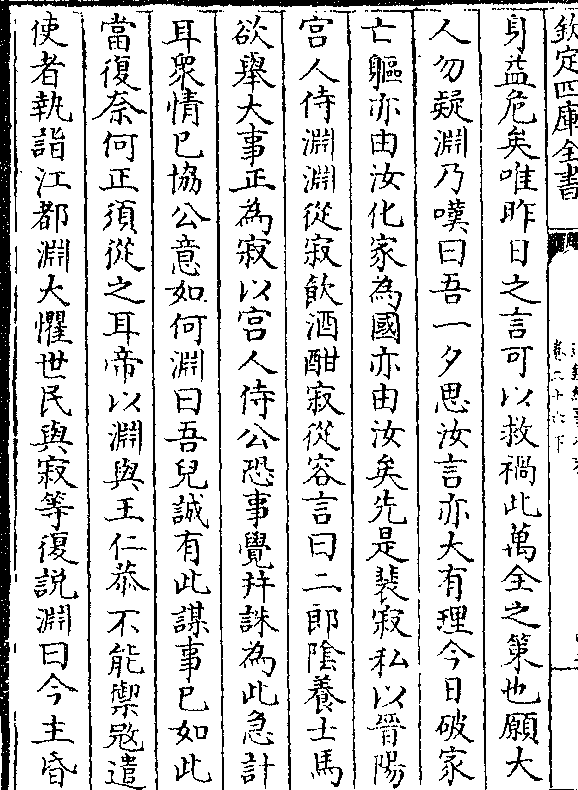 欽定四庫全書
身益危矣唯昨日之言可以救禍此萬全之策也願大
人勿疑淵乃嘆曰吾一夕思汝言亦大有理今日破家
亡軀亦由汝化家為國亦由汝矣先是裴寂私以晉陽
宫人侍淵淵從寂飲酒酣寂從容言曰二郎陰養士馬
欲舉大事正為寂以宫人侍公恐事覺并誅為此急計
耳衆情已協公意如何淵曰吾兒誠有此謀事已如此
當復奈何正須從之耳帝以淵與王仁恭不能禦㓂遣
使者執詣江都淵大懼世民與寂等復説淵曰今主昏